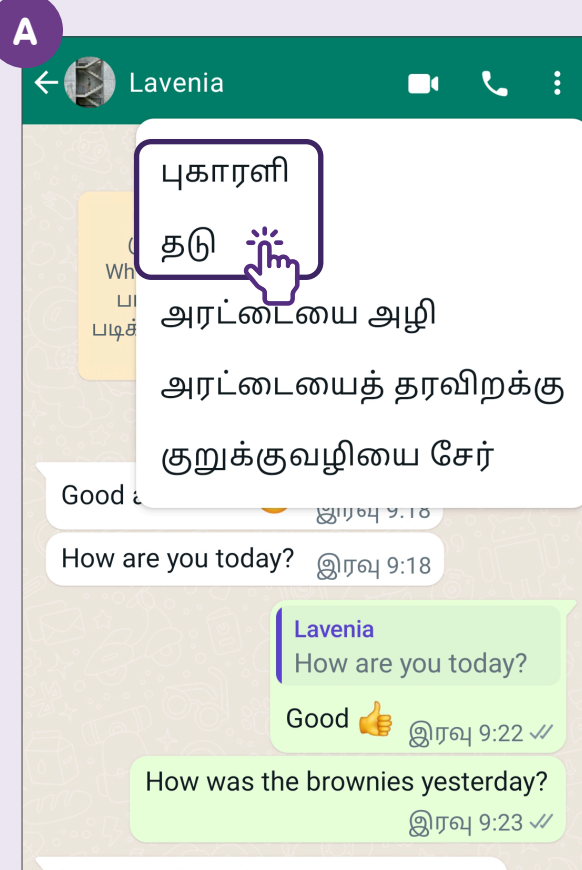 A
Lavenia
புகாரளி
தடு
Wh
அரட்டையை அழி
அரட்டையைத் தரவிறக்கு
குறுக்குவழியை சேர்
Good
இரவு 9:18
How are you today? இரவு 9:18
Lavenia
How are you today?
Good 👍 இரவு 9:22
How was the brownies yesterday?
இரவு 9:23